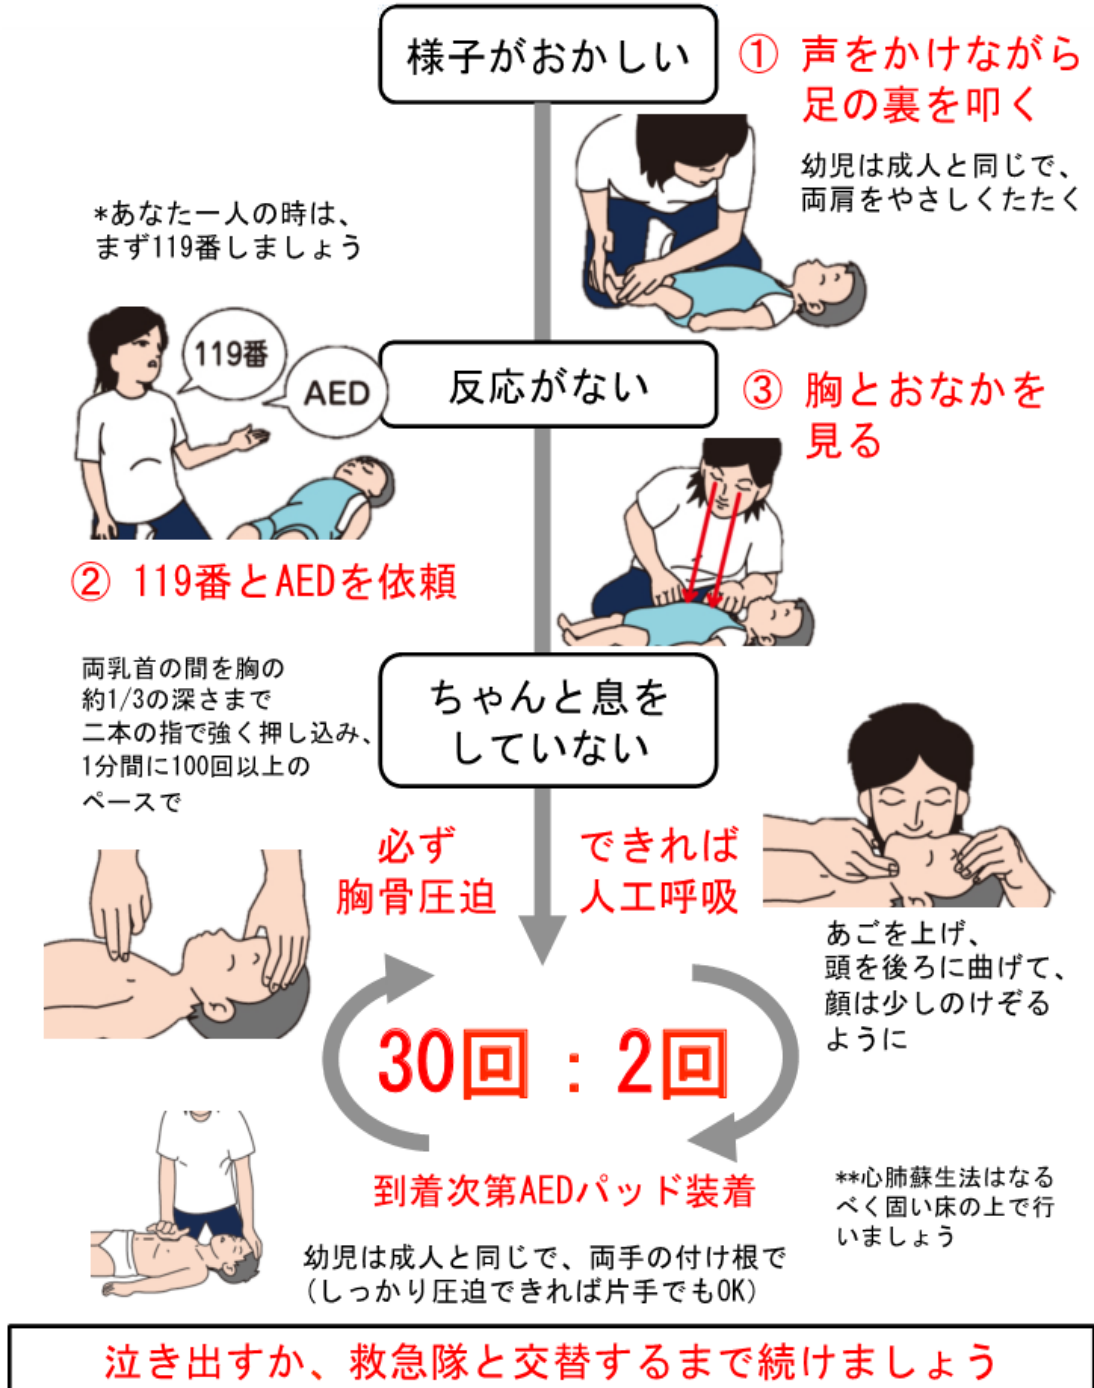 様子がおかしい
① 声をかけながら
足の裏を叩く
幼児は成人と同じで、
両肩をやさしくたたく
*あなた一人の時は、
まず119番しましょう
119番
AED
反応がない
② 119番とAEDを依頼
③ 胸とおなかを
見る
ちゃんと息を
していない
両乳首の間を胸の
約1/3の深さまで
二本の指で強く押し込み、
1分間に100回以上の
ペースで
必ず
胸骨圧迫
できれば
人工呼吸
あごを上げ、
頭を後ろに曲げて、
顔は少しのけぞる
ように
30回：2回
到着次第AEDパッド装着
幼児は成人と同じで、両手の付け根で
(しっかり圧迫できれば片手でもOK)
**心肺蘇生法はなる
べく固い床の上で行
いましょう
泣き出すか、救急隊と交替するまで続けましょう